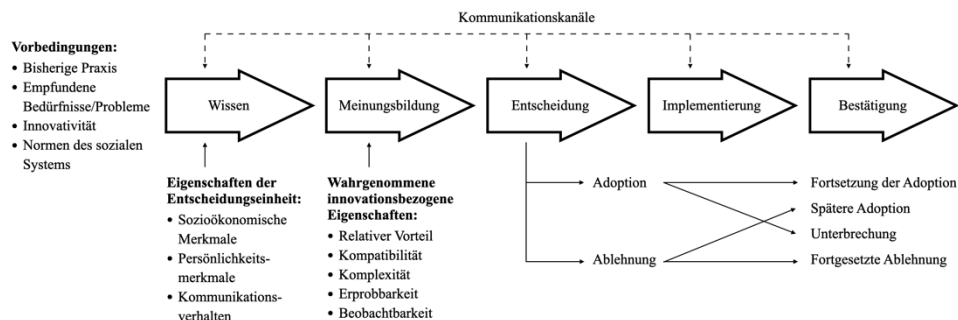 Kommunikationskanäle
Vorbedingungen:
• Bisherige Praxis
• Empfundene
Bedürfnisse/Probleme
• Innovativität
• Normen des sozialen
Systems
Wissen
Meinungsbildung
Entscheidung
Implementierung
Bestätigung
Eigenschaften der
Entscheidungseinheit:
• Sozioökonomische
Merkmale
• Persönlichkeits-
merkmale
• Kommunikations-
verhalten
Wahrgenommene
innovationsbezogene
Eigenschaften:
• Relativer Vorteil
• Kompatibilität
• Komplexität
• Erprobbarkeit
• Beobachtbarkeit
Adoption
Ablehnung
Fortsetzung der Adoption
Spätere Adoption
Unterbrechung
Fortgesetzte Ablehnung